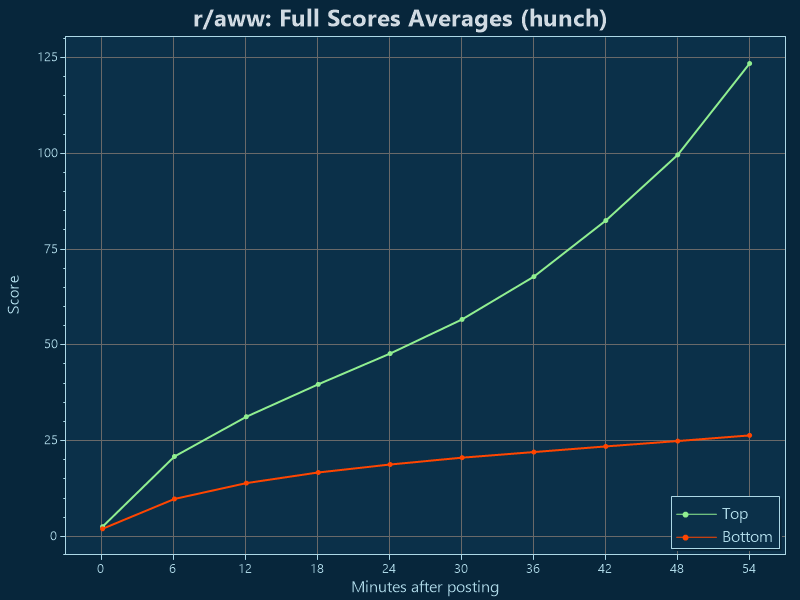 r/aww: Full Scores Averages (hunch)
125
100
75
50
25
0
Score
0 6 12 18 24 30 36 42 48 54
Minutes after posting
Top
Bottom